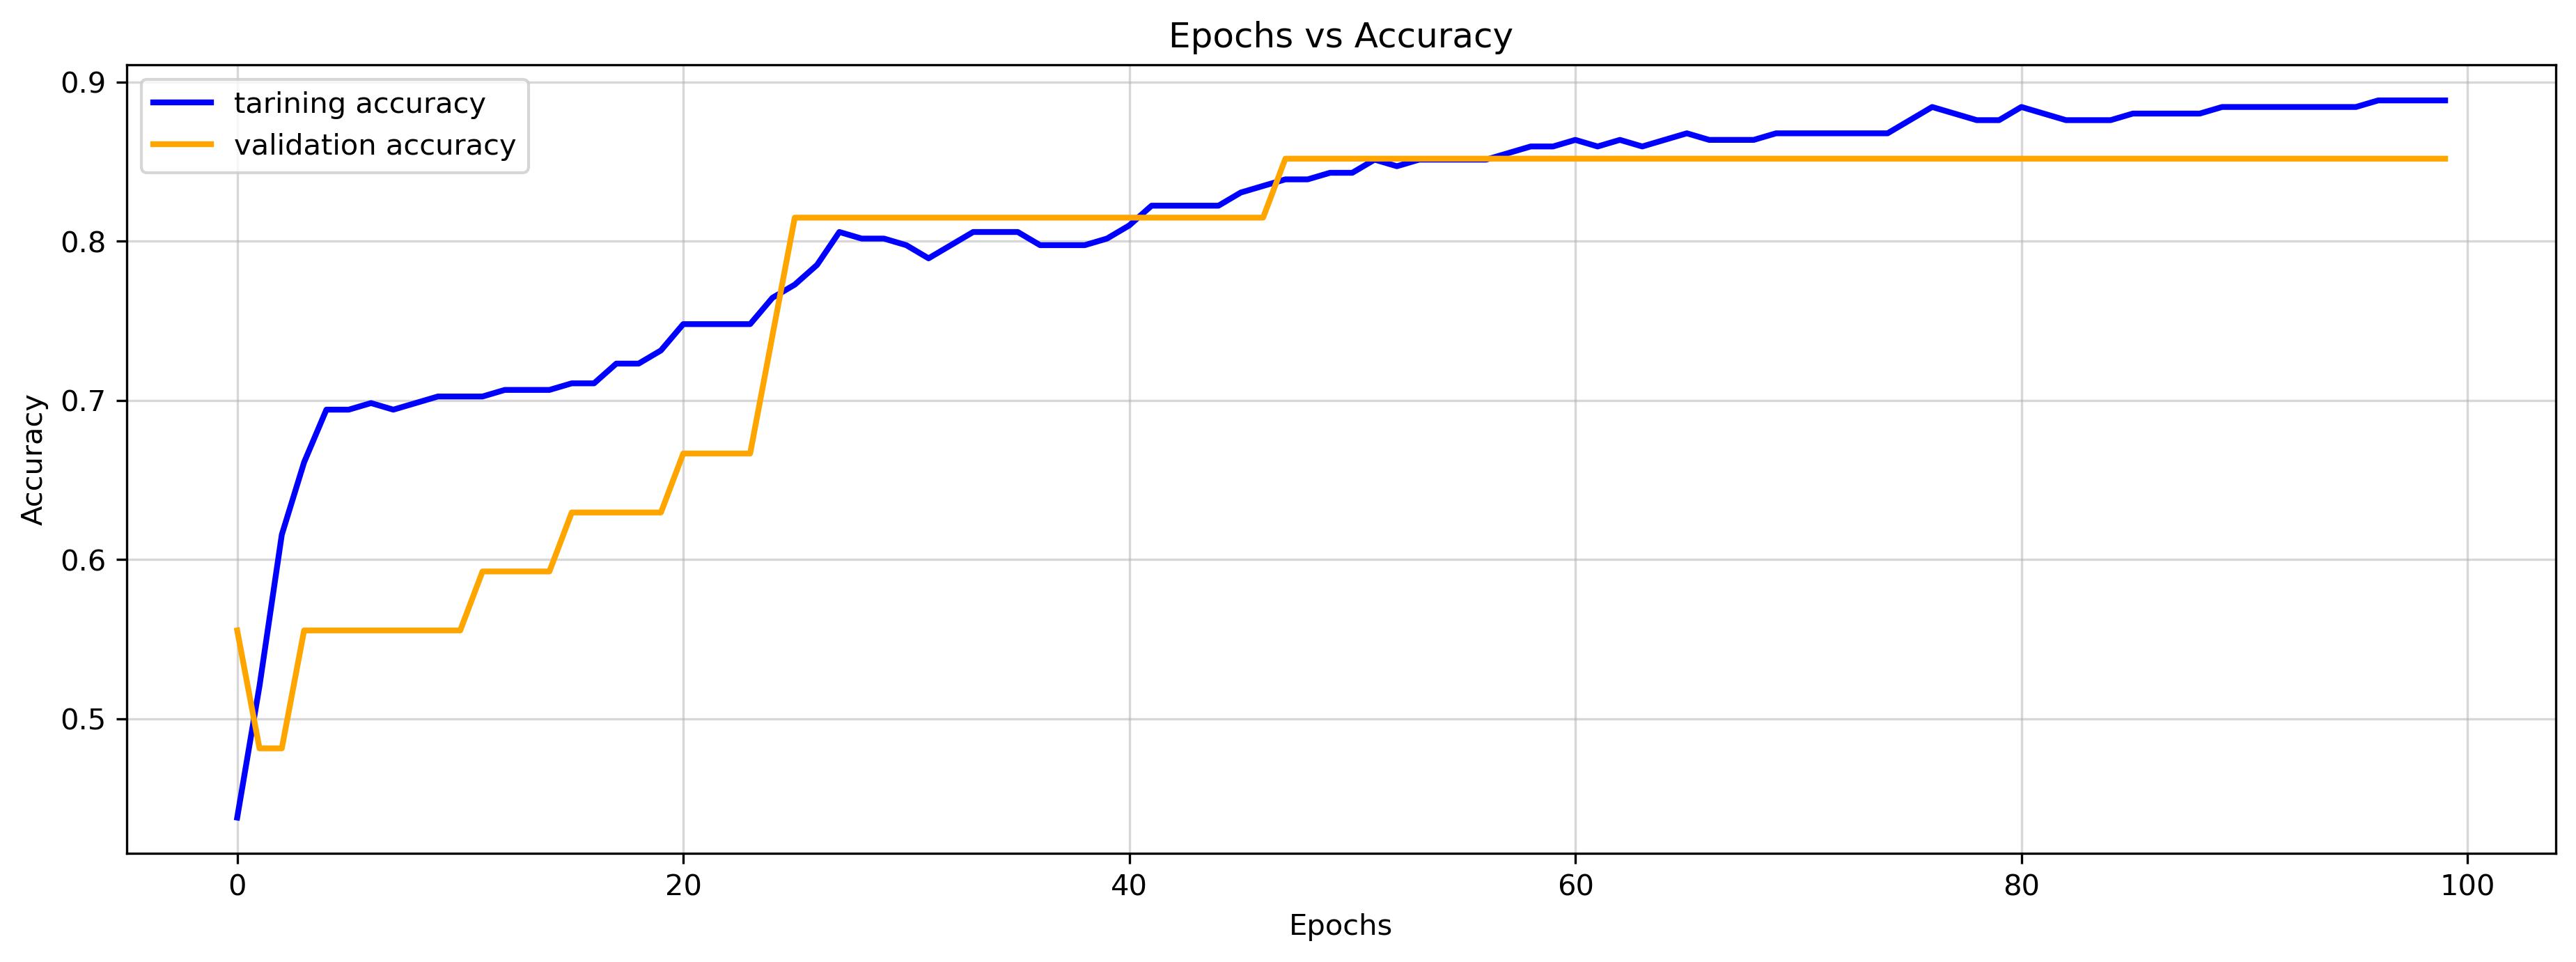 Epochs vs Accuracy
tarining accuracy
validation accuracy
0.9
0.8
0.7
0.6
0.5
Accuracy
0 20 40 60 80 100
Epochs